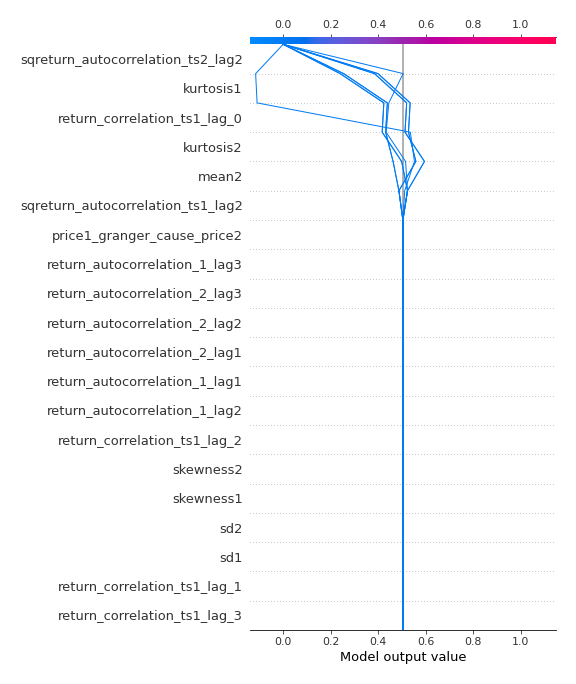 0.0 0.2 0.4 0.6 0.8 1.0
sqreturn_autocorrelation_ts2_lag2
kurtosis1
return_correlation_ts1_lag_0
kurtosis2
mean2
sqreturn_autocorrelation_ts1_lag2
price1_granger_cause_price2
return_autocorrelation_1_lag3
return_autocorrelation_2_lag3
return_autocorrelation_2_lag2
return_autocorrelation_2_lag1
return_autocorrelation_1_lag1
return_autocorrelation_1_lag2
return_correlation_ts1_lag_2
skewness2
skewness1
sd2
sd1
return_correlation_ts1_lag_1
return_correlation_ts1_lag_3
0.0 0.2 0.4 0.6 0.8 1.0
Model output value